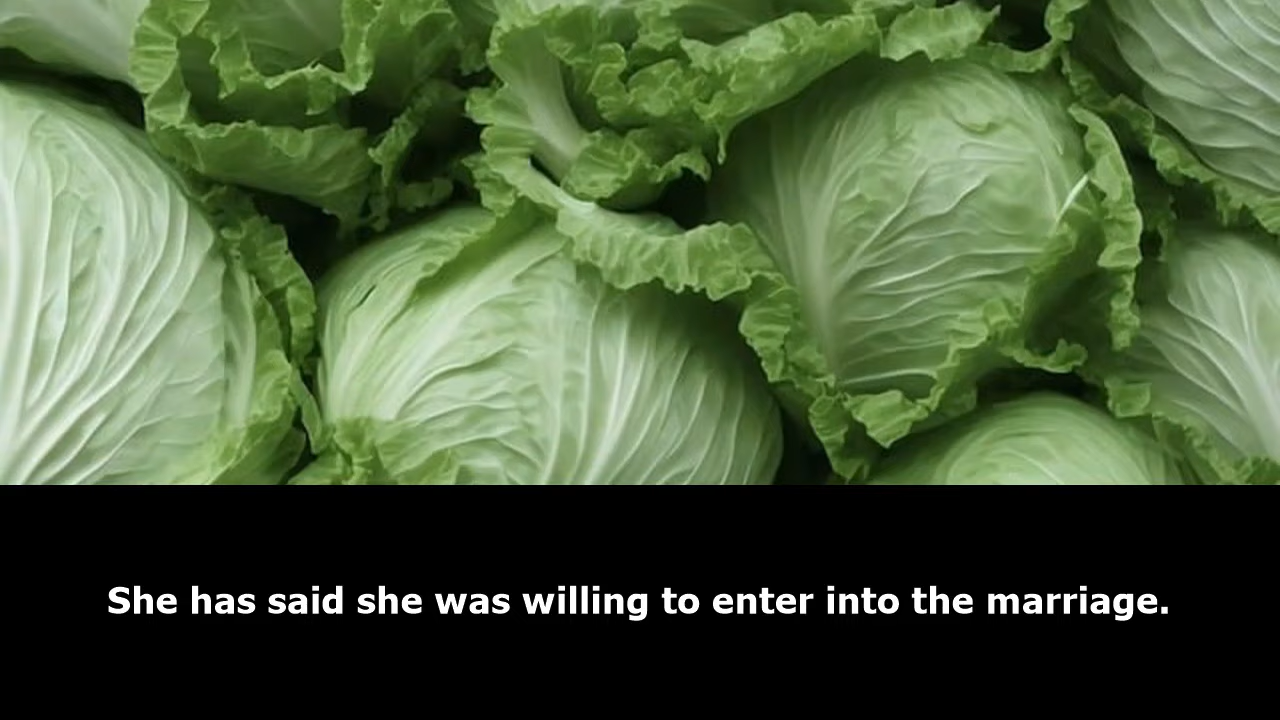 She has said she was willing to enter into the marriage.